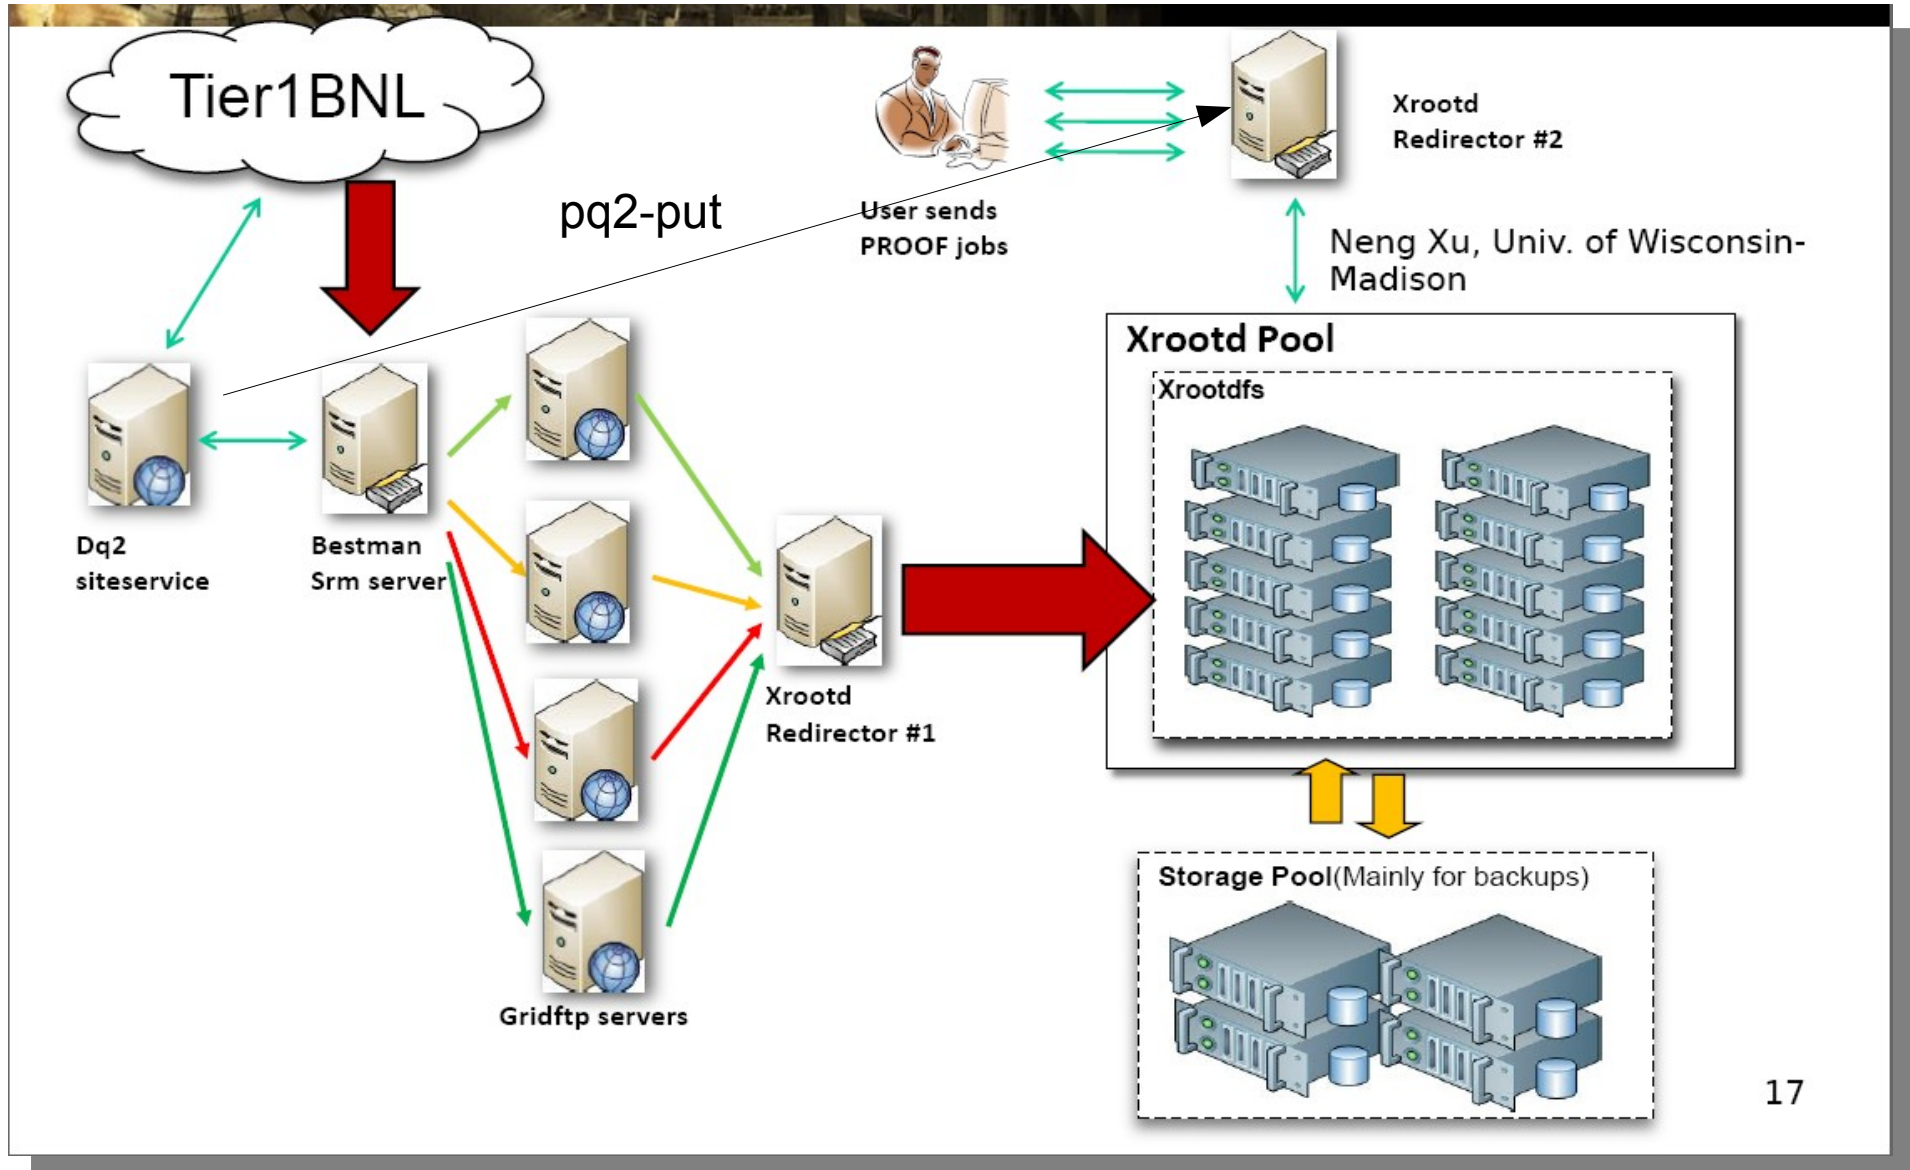 Tier1BNL
Xrootd
Redirector #2
pq2-put
User sends
PROOF jobs
Neng Xu, Univ. of Wisconsin-
Madison
Xrootd Pool
Xrootdfs
Dq2
siteservice
Bestman
Srm server
Xrootd
Redirector #1
Gridftp servers
Storage Pool(Mainly for backups)
17